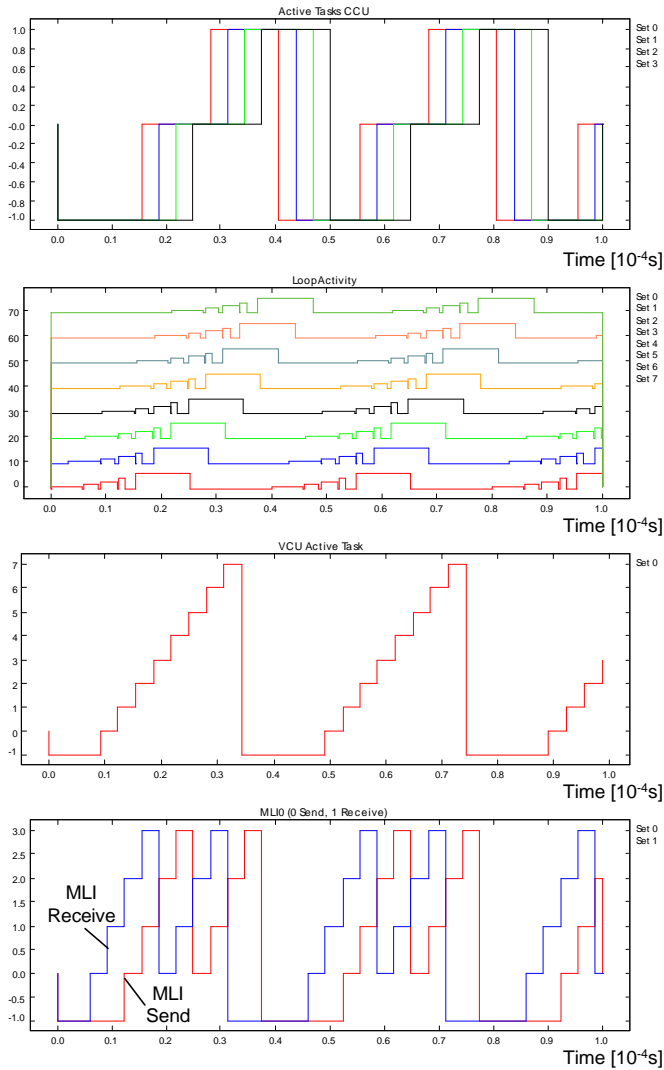 Active Tasks CCU
Set 0
Set 1
Set 2
Set 3
1.0
0.8
0.6
0.4
0.2
-0.0
-0.2
-0.4
-0.6
-0.8
-1.0
0.0 0.1 0.2 0.3 0.4 0.5 0.6 0.7 0.8 0.9 1.0
Time [10-4s]
LoopActivity
Set 0
Set 1
Set 2
Set 3
Set 4
Set 5
Set 6
Set 7
70
60
50
40
30
20
10
0
0.0 0.1 0.2 0.3 0.4 0.5 0.6 0.7 0.8 0.9 1.0
Time [10-4s]
VCU Active Task
Set 0
7
6
5
4
3
2
1
0
-1
0.0 0.1 0.2 0.3 0.4 0.5 0.6 0.7 0.8 0.9 1.0
Time [10-4s]
MLI0 (0 Send, 1 Receive)
Set 0
Set 1
3.0
2.5
2.0
1.5
1.0
0.5
0.0
-0.5
-1.0
MLI
Receive
MLI
Send
0.0 0.1 0.2 0.3 0.4 0.5 0.6 0.7 0.8 0.9 1.0
Time [10-4s]